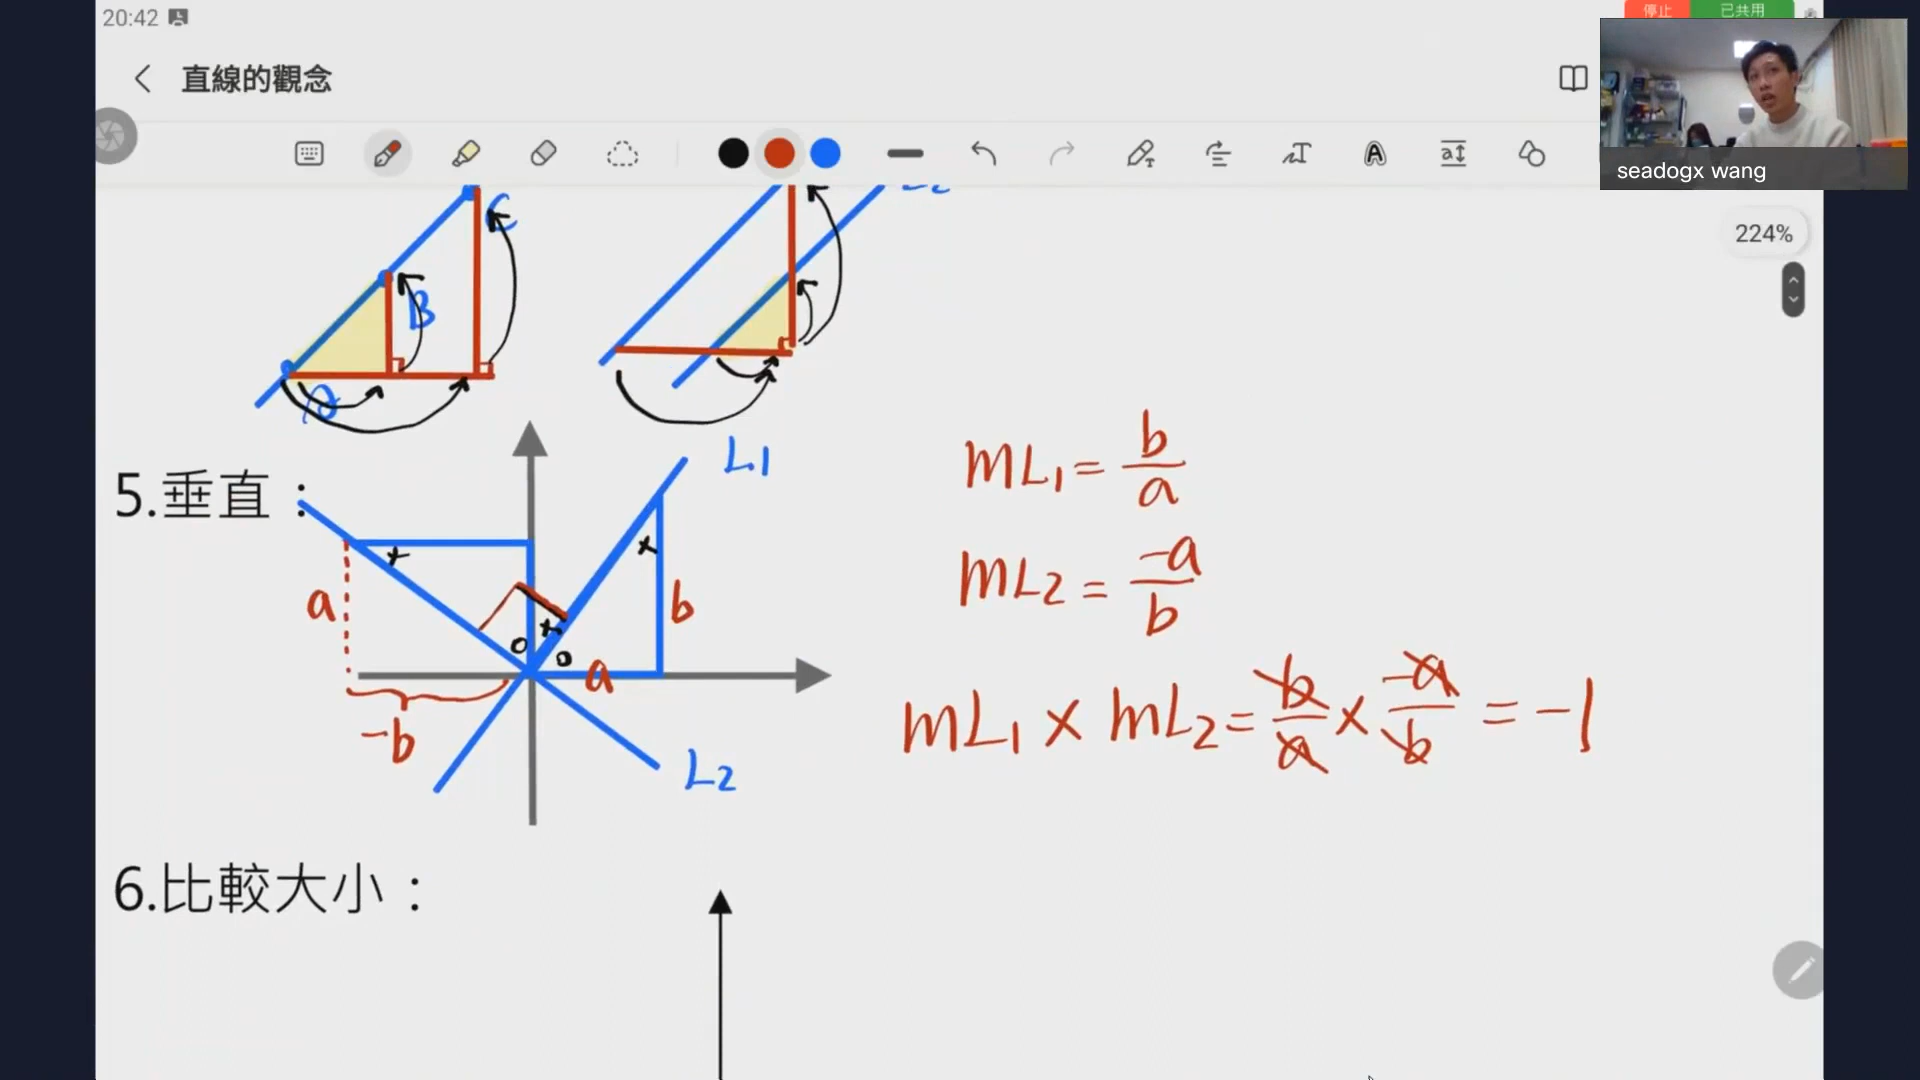 20:42
停止 已共用
直線的觀念
seadogx wang
224%
C
B
A
5.垂直：
L1
mL1 = b/a
a
b
mL2 = -a/b
a
-b
mL1 × mL2 = b/a × -a/b = -1
L2
6.比較大小：